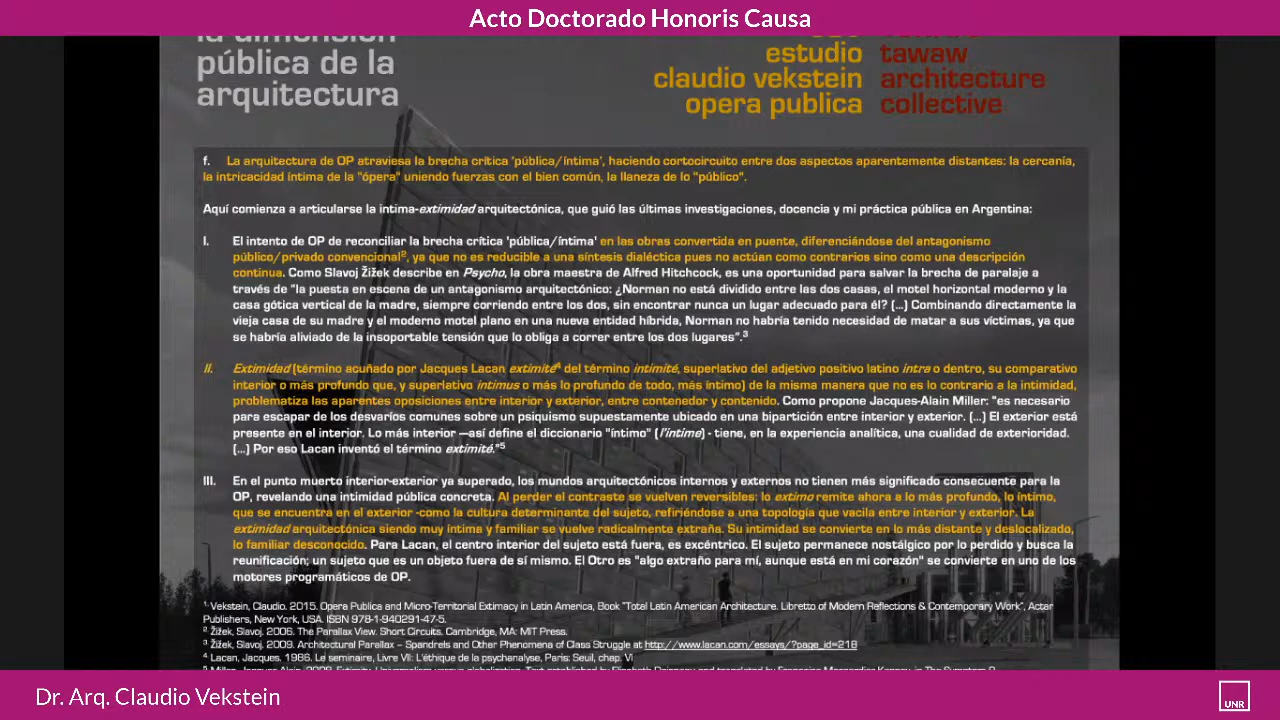 Acto Doctorado Honoris Causa
la dimensión
pública de la
arquitectura
estudio
claudio vekstein
opera publica
tawaw
architecture
collective
f. La arquitectura de OP atraviesa la brecha crítica 'pública/íntima', haciendo cortocircuito entre dos aspectos aparentemente distantes: la cercanía,
la intricacidad íntima de la "ópera" uniendo fuerzas con el bien común, la llaneza de lo "público".
Aquí comienza a articularse la intima-extimidad arquitectónica, que guió las últimas investigaciones, docencia y mi práctica pública en Argentina:
I. El intento de OP de reconciliar la brecha crítica 'pública/íntima' en las obras convertida en puente, diferenciándose del antagonismo
público/privado convencional², ya que no es reducible a una síntesis dialéctica pues no actúan como contrarios sino como una descripción
continua. Como Slavoj Žižek describe en Psycho, la obra maestra de Alfred Hitchcock, es una oportunidad para salvar la brecha de paralaje a
través de "la puesta en escena de un antagonismo arquitectónico: ¿Norman no está dividido entre las dos casas, el motel horizontal moderno y la
casa gótica vertical de la madre, siempre corriendo entre los dos, sin encontrar nunca un lugar adecuado para él? (...) Combinando directamente la
vieja casa de su madre y el moderno motel plano en una nueva entidad híbrida, Norman no habría tenido necesidad de matar a sus víctimas, ya que
se habría aliviado de la insoportable tensión que lo obliga a correr entre los dos lugares".³
II. Extimidad (término acuñado por Jacques Lacan extimité⁴ del término intimité, superlativo del adjetivo positivo latino intra o dentro, su comparativo
interior o más profundo que, y superlativo intimus o más lo profundo de todo, más íntimo) de la misma manera que no es lo contrario a la intimidad,
problematiza las aparentes oposiciones entre interior y exterior, entre contenedor y contenido. Como propone Jacques-Alain Miller: "es necesario
para escapar de los desvaríos comunes sobre un psiquismo supuestamente ubicado en una bipartición entre interior y exterior. (...) El exterior está
presente en el interior. Lo más interior —así define el diccionario "íntimo" (l'intime) - tiene, en la experiencia analítica, una cualidad de exterioridad.
(...) Por eso Lacan inventó el término extimité."⁵
III. En el punto muerto interior-exterior ya superado, los mundos arquitectónicos internos y externos no tienen más significado consecuente para la
OP, revelando una intimidad pública concreta. Al perder el contraste se vuelven reversibles: lo extimo remite ahora a lo más profundo, lo íntimo,
que se encuentra en el exterior -como la cultura determinante del sujeto, refiriéndose a una topología que vacila entre interior y exterior. La
extimidad arquitectónica siendo muy íntima y familiar se vuelve radicalmente extraña. Su intimidad se convierte en lo más distante y deslocalizado,
lo familiar desconocido. Para Lacan, el centro interior del sujeto está fuera, es excéntrico. El sujeto permanece nostálgico por lo perdido y busca la
reunificación; un sujeto que es un objeto fuera de sí mismo. El Otro es "algo extraño para mí, aunque está en mi corazón" se convierte en uno de los
motores programáticos de OP.
1. Vekstein, Claudio. 2015. Opera Publica and Micro-Territorial Extimacy in Latin America, Book "Total Latin American Architecture. Libretto of Modern Reflections & Contemporary Work", Actar
Publishers, New York, USA. ISBN 978-1-940291-47-5.
2. Žižek, Slavoj. 2006. The Parallax View. Short Circuits. Cambridge, MA: MIT Press.
3. Žižek, Slavoj. 2009. Architectural Parallax – Spandrels and Other Phenomena of Class Struggle at http://www.lacan.com/essays/?page_id=218
4. Lacan, Jacques. 1986. Le seminaire, Livre VII: L'éthique de la psychanalyse, Paris: Seuil, chap. VI
Dr. Arq. Claudio Vekstein
UNR